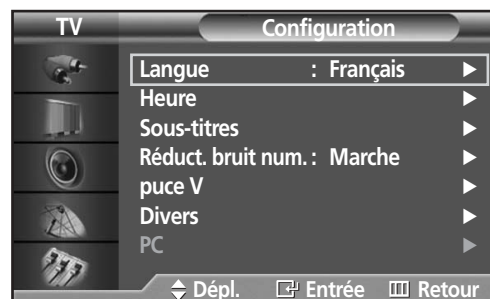 TV Configuration
Langue : Français
Heure
Sous-titres
Réduct. bruit num. : Marche
puce V
Divers
PC
Dépl. Entrée Retour